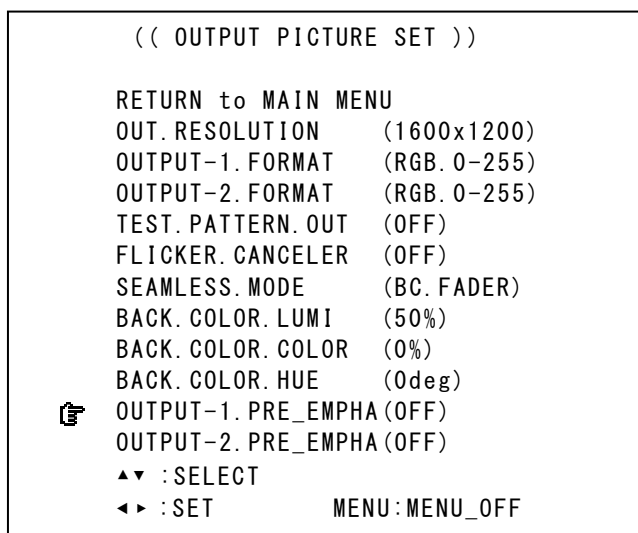 (( OUTPUT PICTURE SET ))
RETURN to MAIN MENU
OUT.RESOLUTION (1600x1200)
OUTPUT-1.FORMAT (RGB.0-255)
OUTPUT-2.FORMAT (RGB.0-255)
TEST.PATTERN.OUT (OFF)
FLICKER.CANCELER (OFF)
SEAMLESS.MODE (BC.FADER)
BACK.COLOR.LUMI (50%)
BACK.COLOR.COLOR (0%)
BACK.COLOR.HUE (0deg)
☞ OUTPUT-1.PRE_EMPHA(OFF)
OUTPUT-2.PRE_EMPHA(OFF)
▲▼ :SELECT
◄► :SET MENU:MENU_OFF